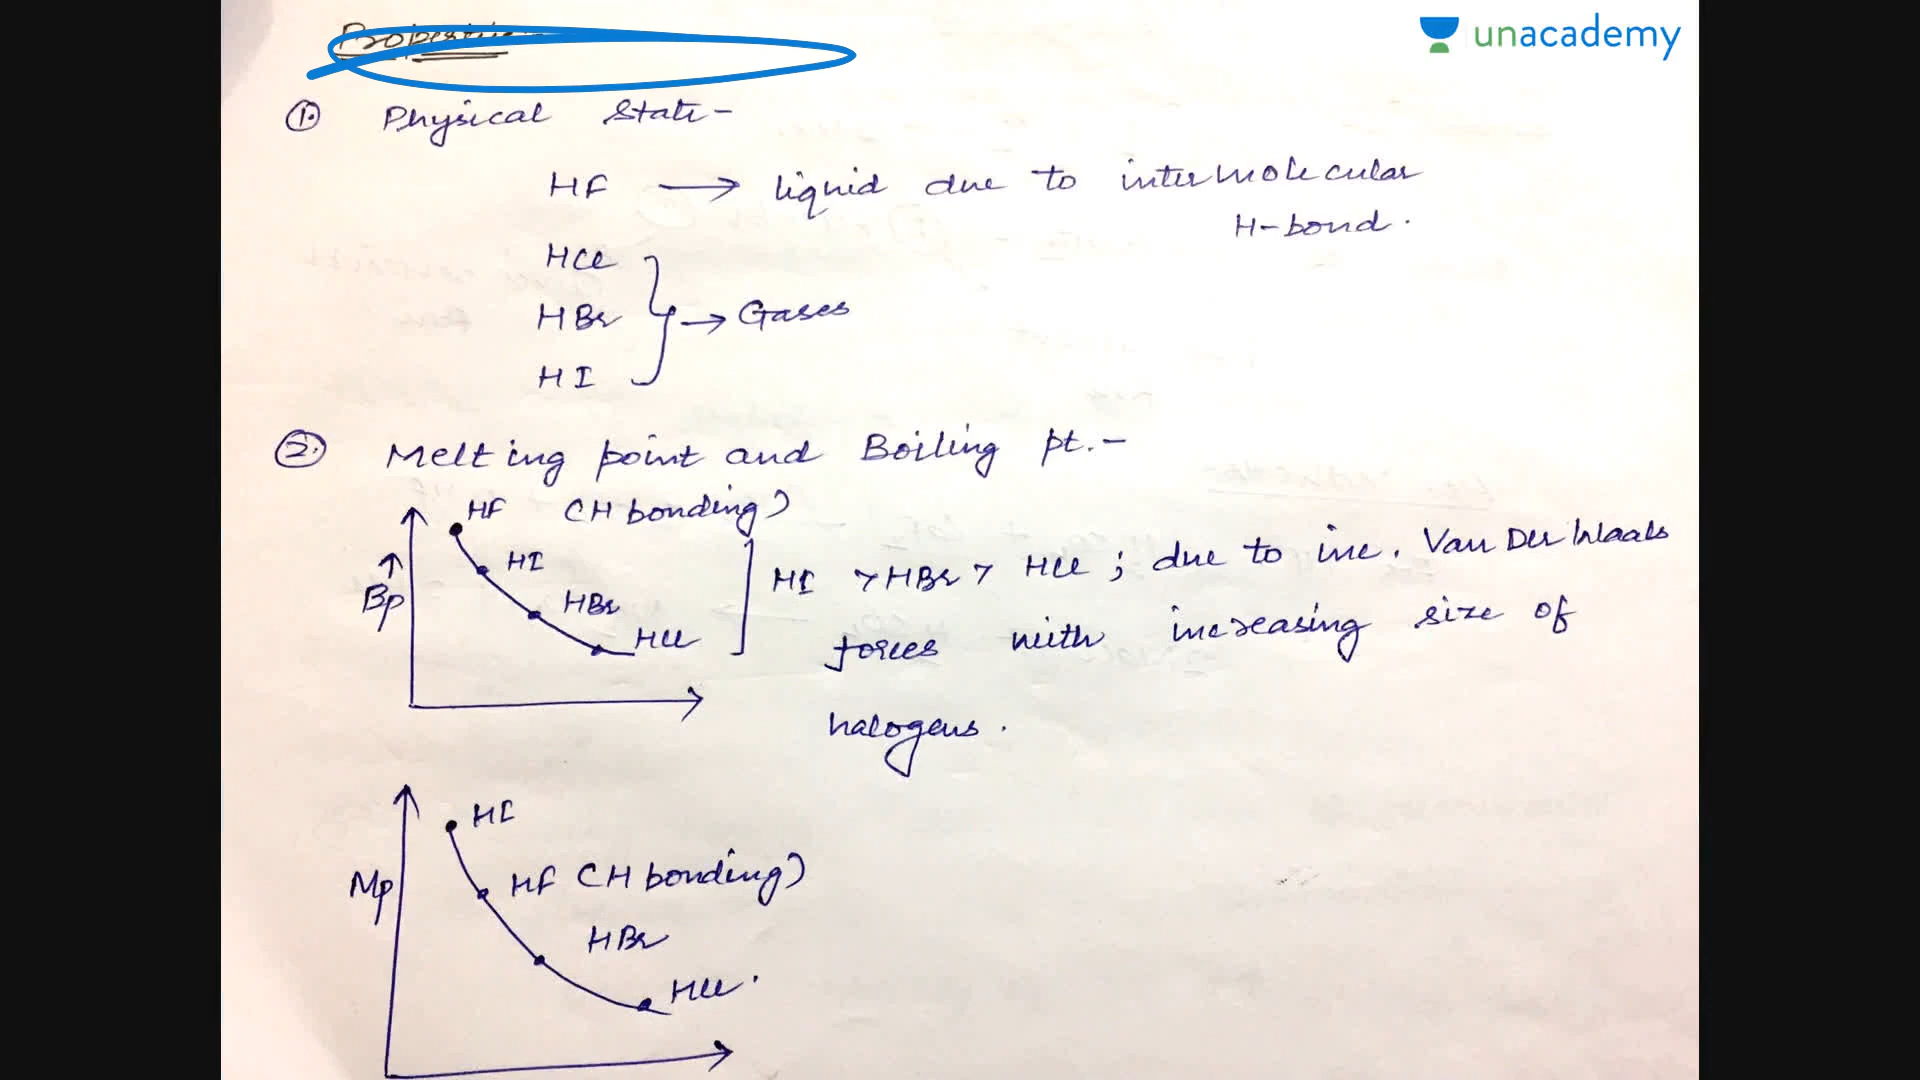 Properties
unacademy
1. Physical State -
HF → liquid due to intermolecular
H-bond.
HCl
HBr → Gases
HI
2. Melting point and Boiling pt. -
HF (H bonding)
HI
HBr
HCl
Bp
HI > HBr > HCl ; due to inc. Van Der Waals
forces with increasing size of
halogens.
HI
Mp
HF (H bonding)
HBr
HCl.